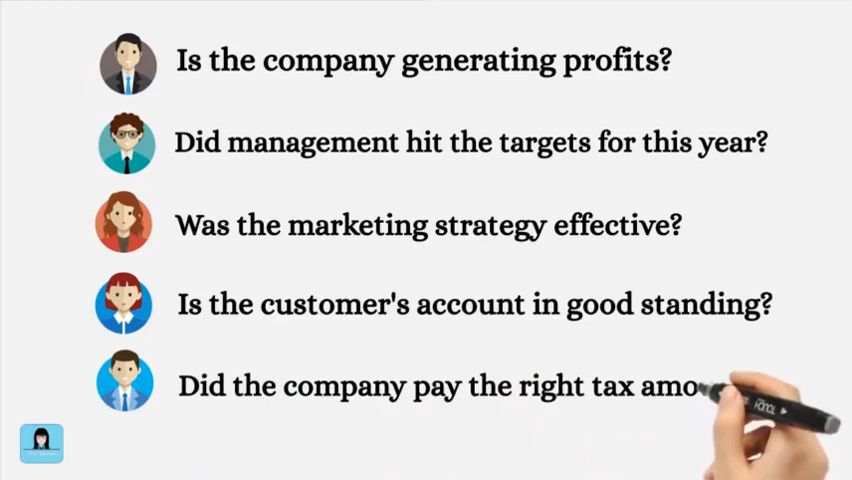 Is the company generating profits?
Did management hit the targets for this year?
Was the marketing strategy effective?
Is the customer's account in good standing?
Did the company pay the right tax amo
TOUCH